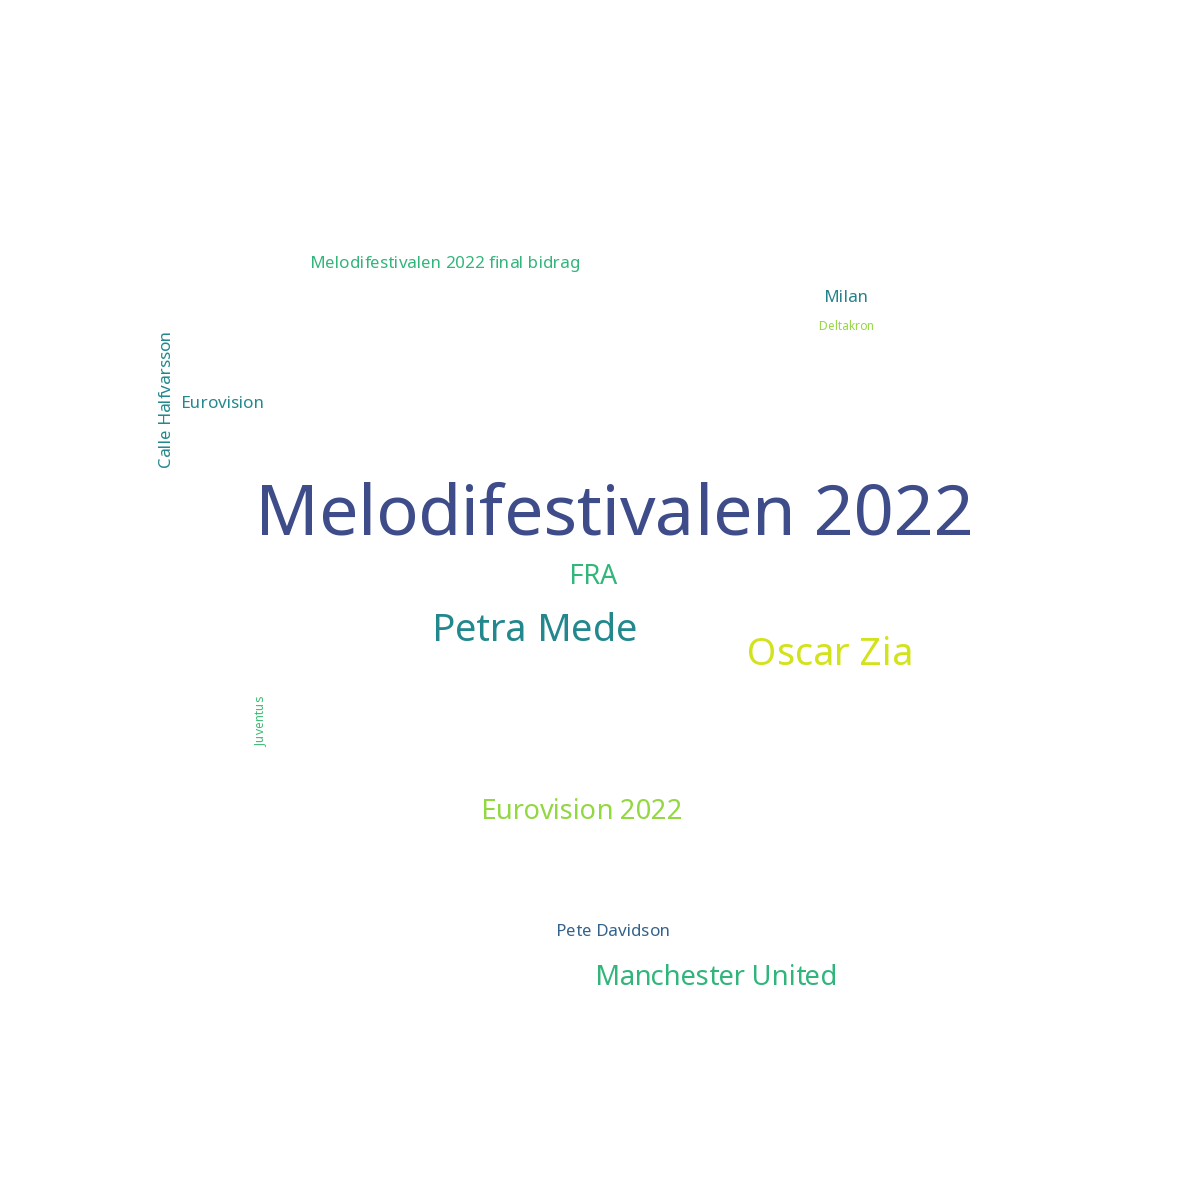 Melodifestivalen 2022 final bidrag
Milan
Deltakron
Calle Halfvarsson
Eurovision
Melodifestivalen 2022
FRA
Petra Mede
Oscar Zia
Juventus
Eurovision 2022
Pete Davidson
Manchester United